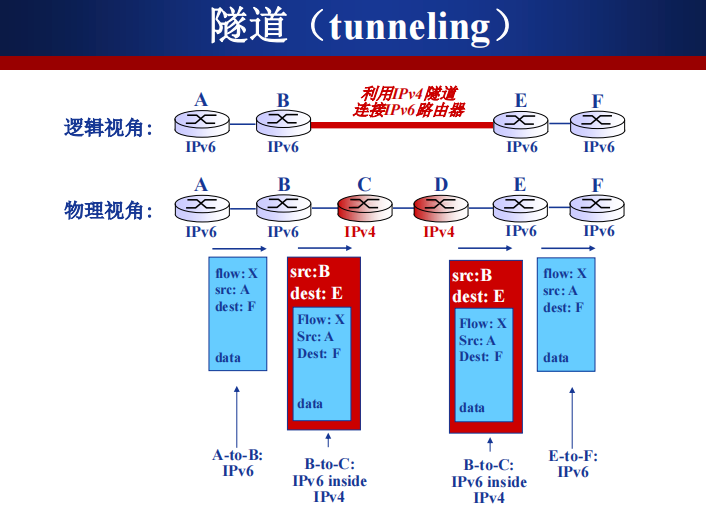 隧道（tunneling）
利用IPv4隧道
连接IPv6路由器
A B E F
逻辑视角：
IPv6 IPv6 IPv6 IPv6
A B C D E F
物理视角：
IPv6 IPv6 IPv4 IPv4 IPv6 IPv6
flow: X
src: A
dest: F
data
src:B
dest: E
Flow: X
Src: A
Dest: F
data
src:B
dest: E
Flow: X
Src: A
Dest: F
data
flow: X
src: A
dest: F
data
A-to-B:
IPv6
B-to-C:
IPv6 inside
IPv4
B-to-C:
IPv6 inside
IPv4
E-to-F:
IPv6